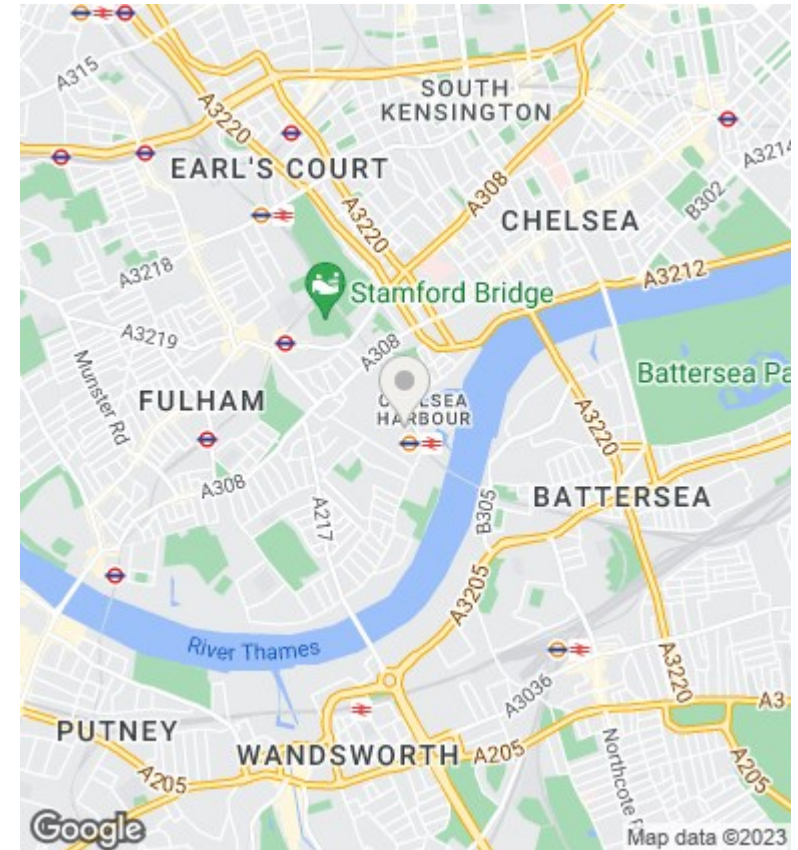 A315
SOUTH
KENSINGTON
A3220
EARL'S COURT
A3214
B302
A308
CHELSEA
A3220
A3218
A3212
Stamford Bridge
A3219
A308
Munster Rd
Battersea Pa
FULHAM
CHELSEA
HARBOUR
A3220
A308
A217
B305
BATTERSEA
A3205
River Thames
A3220
A3036
A3
PUTNEY
WANDSWORTH
A205
A205
Northcote R
A205
Google
Map data ©2023